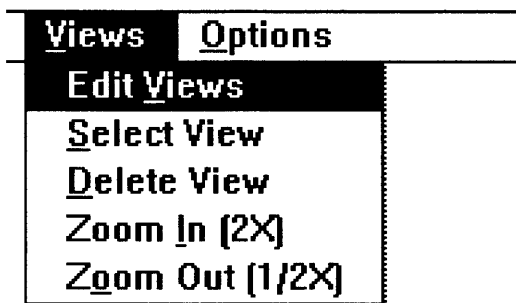 Views Options
Edit Views
Select View
Delete View
Zoom In (2X)
Zoom Out (1/2X)